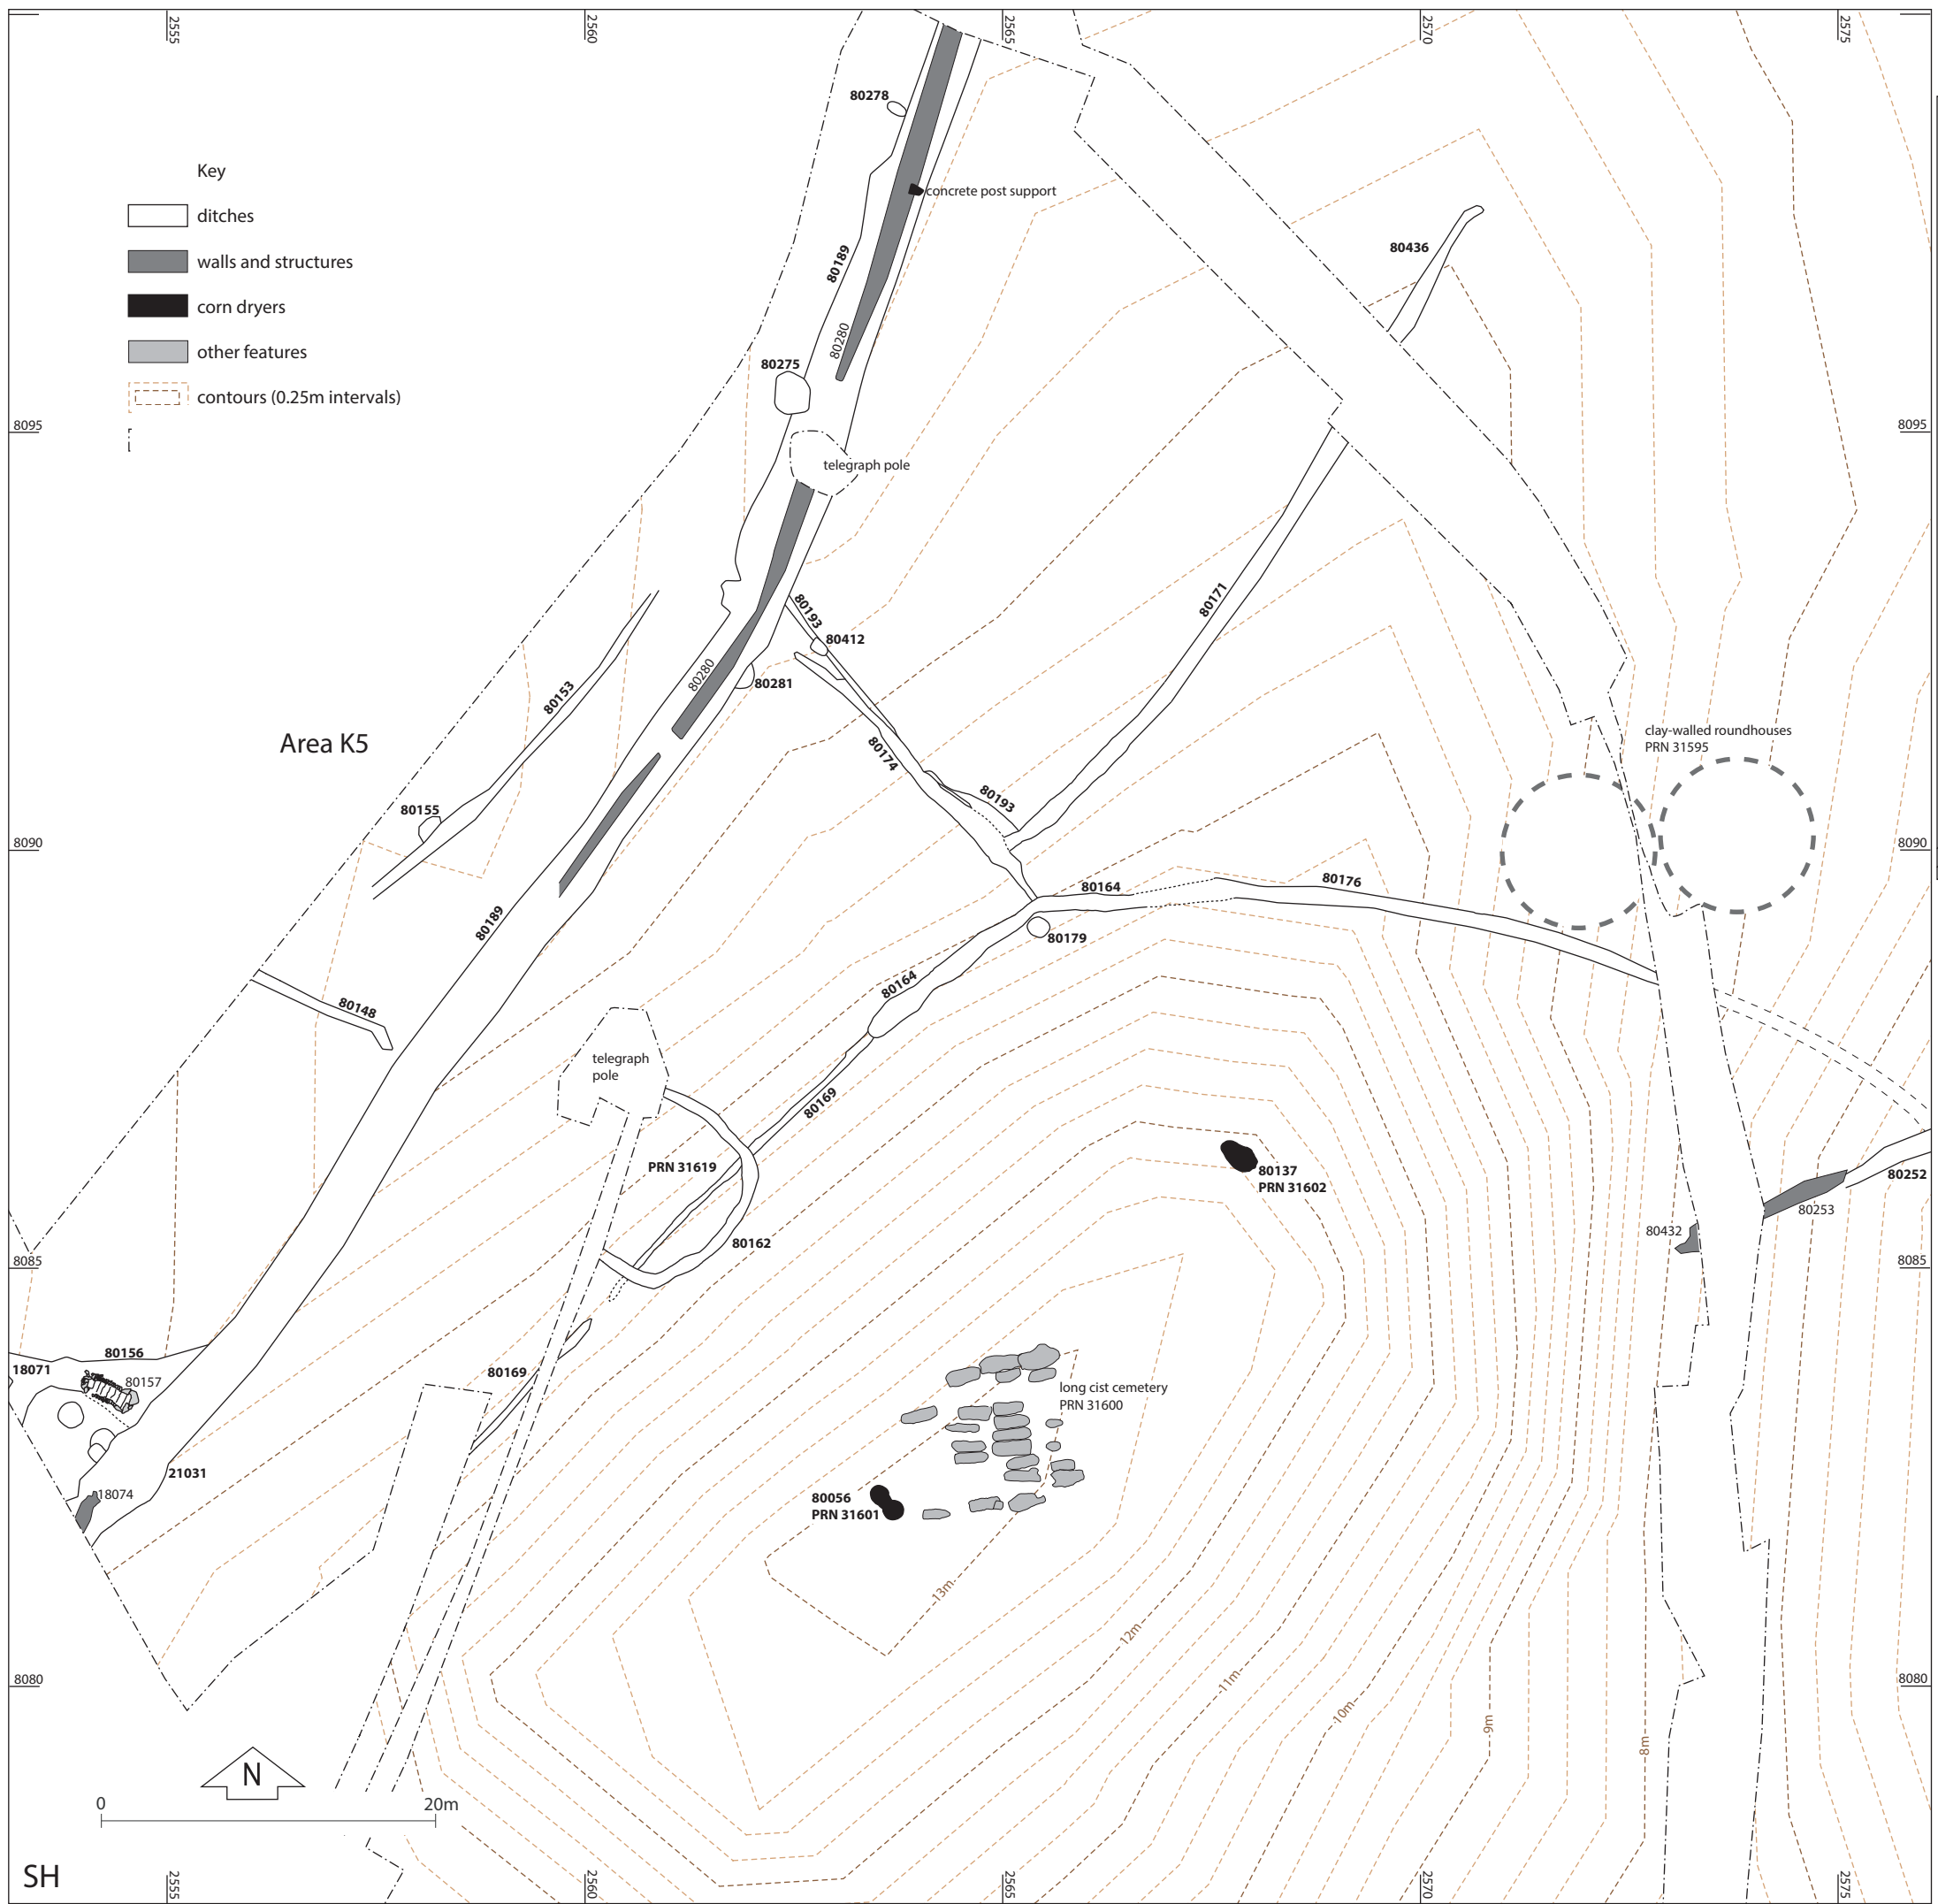 2555
2560
2565
2570
2575
80278
Key
concrete post support
ditches
80436
walls and structures
80189
corn dryers
80280
other features
80275
contours (0.25m intervals)
8095
8095
telegraph pole
80171
80193
80412
80280
80281
80153
clay-walled roundhouses
PRN 31595
Area K5
80174
80193
80155
8090
8090
80164
80176
80189
80179
80164
80148
telegraph
pole
80169
PRN 31619
80137
PRN 31602
80252
80253
80432
80162
8085
8085
80156
18071
80157
80169
long cist cemetery
PRN 31600
21031
18074
80056
PRN 31601
13m
12m
11m
10m
9m
8m
8080
8080
N
0
20m
SH
2555
2560
2565
2570
2575